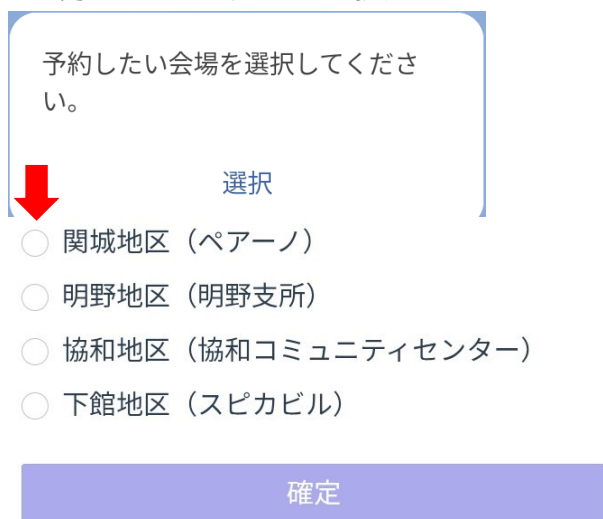 予約したい会場を選択してくださ
い。
選択
関城地区（ペアーノ）
明野地区（明野支所）
協和地区（協和コミュニティセンター）
下館地区（スピカビル）
確定